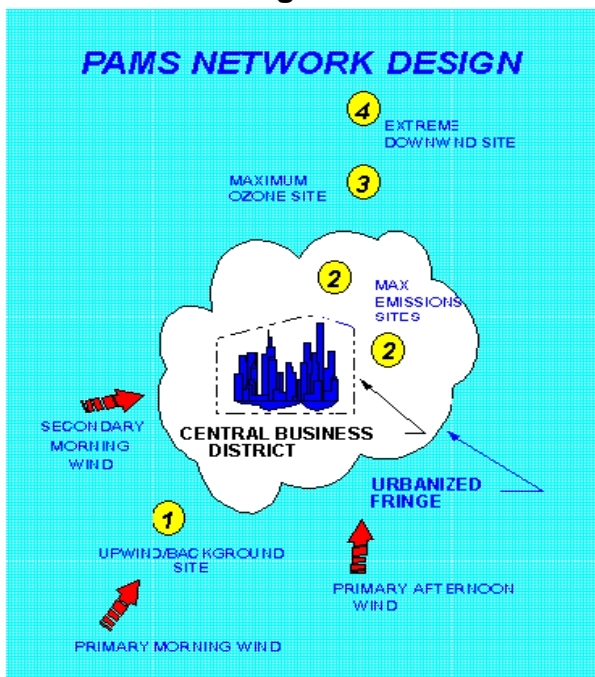 PAMS NETWORK DESIGN
4
EXTREME
DOWNWIND SITE
MAXIMUM
OZONE SITE
3
2
MAX
EMISSIONS
SITES
2
SECONDARY
MORNING
WIND
CENTRAL BUSINESS
DISTRICT
URBANIZED
FRINGE
1
UPWIND/BACKGROUND
SITE
PRIMARY AFTERNOON
WIND
PRIMARY MORNING WIND